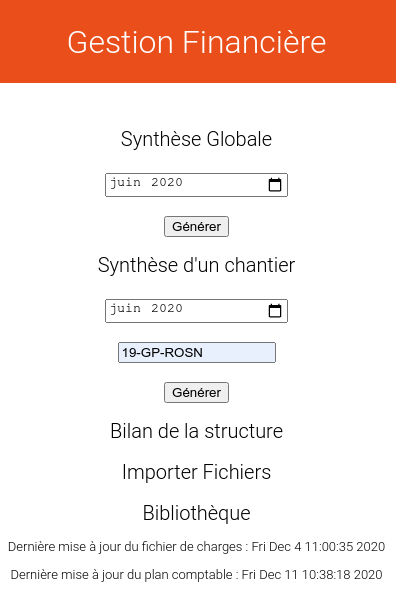 Gestion Financière
Synthèse Globale
juin 2020
Générer
Synthèse d'un chantier
juin 2020
19-GP-ROSN
Générer
Bilan de la structure
Importer Fichiers
Bibliothèque
Dernière mise à jour du fichier de charges : Fri Dec 4 11:00:35 2020
Dernière mise à jour du plan comptable : Fri Dec 11 10:38:18 2020